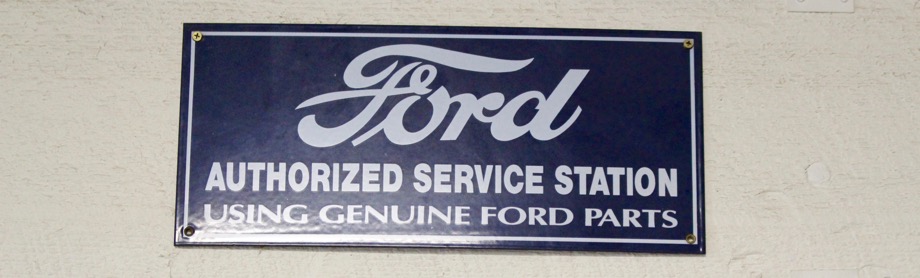 Ford
AUTHORIZED SERVICE STATION
USING GENUINE FORD PARTS